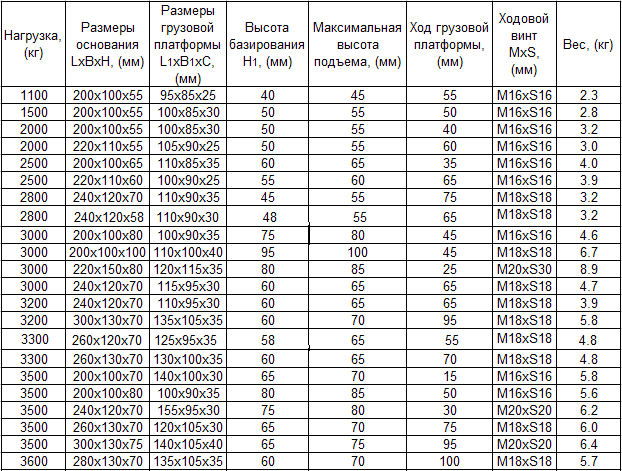 Нагрузка, (кг) Размеры основания LxBxH, (мм) Размеры грузовой платформы L1xB1xC, (мм) Высота базирования H1, (мм) Максимальная высота подъема, (мм) Ход грузовой платформы, (мм) Ходовой винт MxS, (мм) Вес, (кг)
1100 200x100x55 95x85x25 40 45 55 M16xS16 2.3
1500 200x100x55 100x85x30 50 55 50 M16xS16 2.8
2000 200x100x55 100x85x30 50 55 40 M16xS16 3.2
2000 220x110x55 105x90x25 50 55 60 M16xS16 3.0
2500 200x100x65 110x85x35 60 65 35 M16xS16 4.0
2500 220x110x60 100x90x25 55 60 65 M16xS16 3.9
2800 240x120x70 110x90x35 45 55 75 M18xS18 3.2
2800 240x120x58 110x90x30 48 55 65 M18xS18 3.2
3000 200x100x80 100x90x35 75 80 45 M16xS16 4.6
3000 200x100x100 110x100x40 95 100 45 M18xS18 6.7
3000 220x150x80 120x115x35 80 85 25 M20xS30 8.9
3000 240x120x70 115x95x30 60 65 65 M18xS18 4.7
3200 240x120x70 110x95x30 60 65 65 M18xS18 3.9
3200 300x130x70 135x105x35 60 70 95 M18xS18 5.8
3300 260x120x70 125x95x35 58 65 55 M18xS18 4.8
3300 260x130x70 130x100x35 60 65 70 M18xS18 4.8
3500 200x100x70 140x100x30 65 70 15 M16xS16 5.8
3500 200x100x80 100x90x35 80 85 50 M16xS16 5.6
3500 240x120x70 155x95x30 75 80 30 M20xS20 6.2
3500 260x130x70 120x105x30 65 70 75 M18xS18 6.0
3500 300x130x75 140x105x40 65 75 95 M20xS20 6.4
3600 280x130x70 135x105x35 60 70 100 M18xS18 5.7